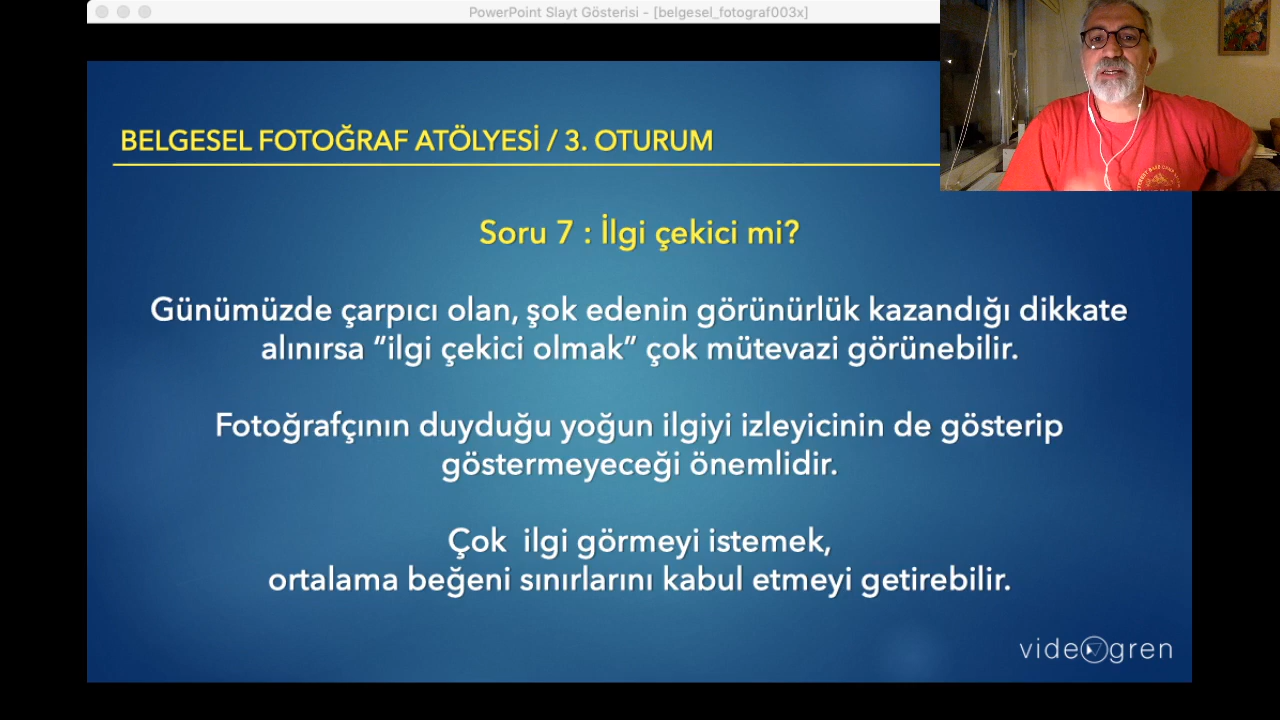 PowerPoint Slayt Gösterisi - [belgesel_fotograf003x]
BELGESEL FOTOĞRAF ATÖLYESİ / 3. OTURUM
Soru 7 : İlgi çekici mi?
Günümüzde çarpıcı olan, şok edenin görünürlük kazandığı dikkate
alınırsa “ilgi çekici olmak” çok mütevazi görünebilir.
Fotoğrafçının duyduğu yoğun ilgiyi izleyicinin de gösterip
göstermeyeceği önemlidir.
Çok  ilgi görmeyi istemek,
ortalama beğeni sınırlarını kabul etmeyi getirebilir.
videogren